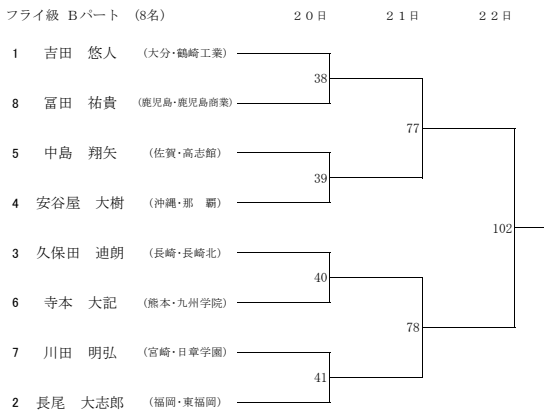 フライ級 Bパート (8名) 20日 21日 22日
1 吉田 悠人 (大分・鶴崎工業)
38
8 冨田 祐貴 (鹿児島・鹿児島商業)
77
5 中島 翔矢 (佐賀・高志館)
39
4 安谷屋 大樹 (沖縄・那 覇)
102
3 久保田 迪朗 (長崎・長崎北)
40
6 寺本 大記 (熊本・九州学院)
78
7 川田 明弘 (宮崎・日章学園)
41
2 長尾 大志郎 (福岡・東福岡)